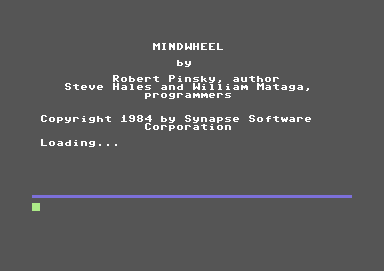 MINDWHEEL
by
Robert Pinsky, author
Steve Hales and William Mataga,
programmers
Copyright 1984 by Synapse Software
Corporation
Loading...